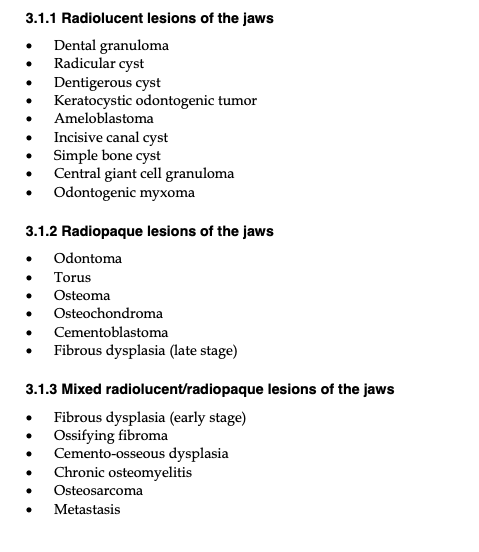 3.1.1 Radiolucent lesions of the jaws
• Dental granuloma
• Radicular cyst
• Dentigerous cyst
• Keratocystic odontogenic tumor
• Ameloblastoma
• Incisive canal cyst
• Simple bone cyst
• Central giant cell granuloma
• Odontogenic myxoma
3.1.2 Radiopaque lesions of the jaws
• Odontoma
• Torus
• Osteoma
• Osteochondroma
• Cementoblastoma
• Fibrous dysplasia (late stage)
3.1.3 Mixed radiolucent/radiopaque lesions of the jaws
• Fibrous dysplasia (early stage)
• Ossifying fibroma
• Cemento-osseous dysplasia
• Chronic osteomyelitis
• Osteosarcoma
• Metastasis